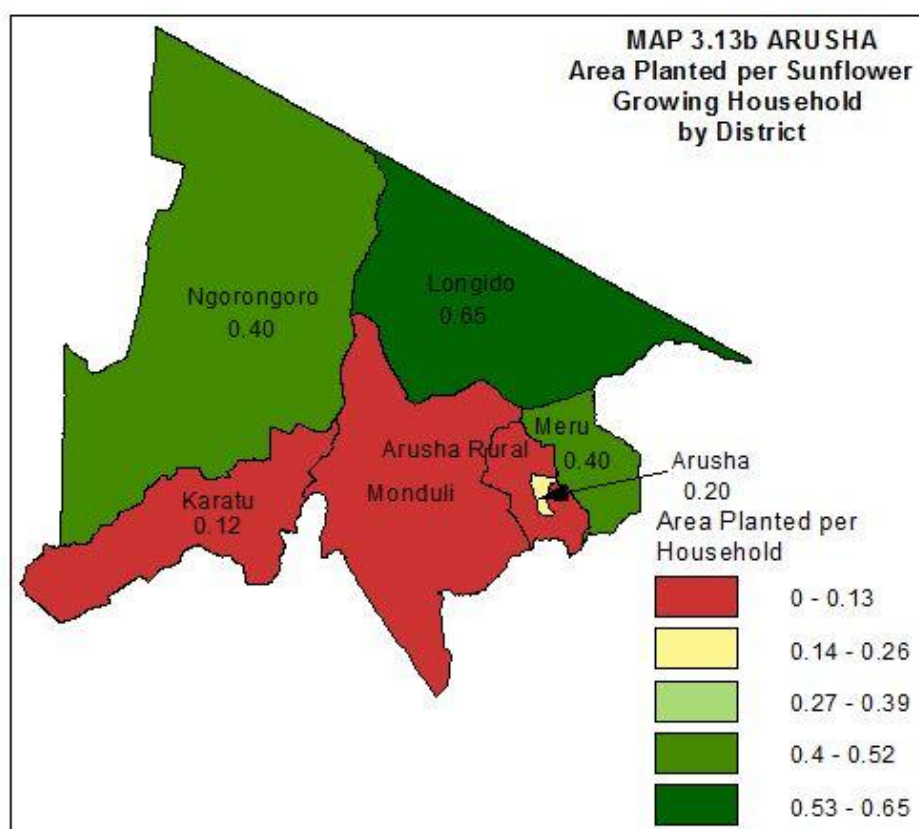 MAP 3.13b ARUSHA
Area Planted per Sunflower
Growing Household
by District
Ngorongoro
0.40
Longido
0.65
Meru
0.40
Arusha Rural
Monduli
Karatu
0.12
Arusha
0.20
Area Planted per
Household
0 - 0.13
0.14 - 0.26
0.27 - 0.39
0.4 - 0.52
0.53 - 0.65